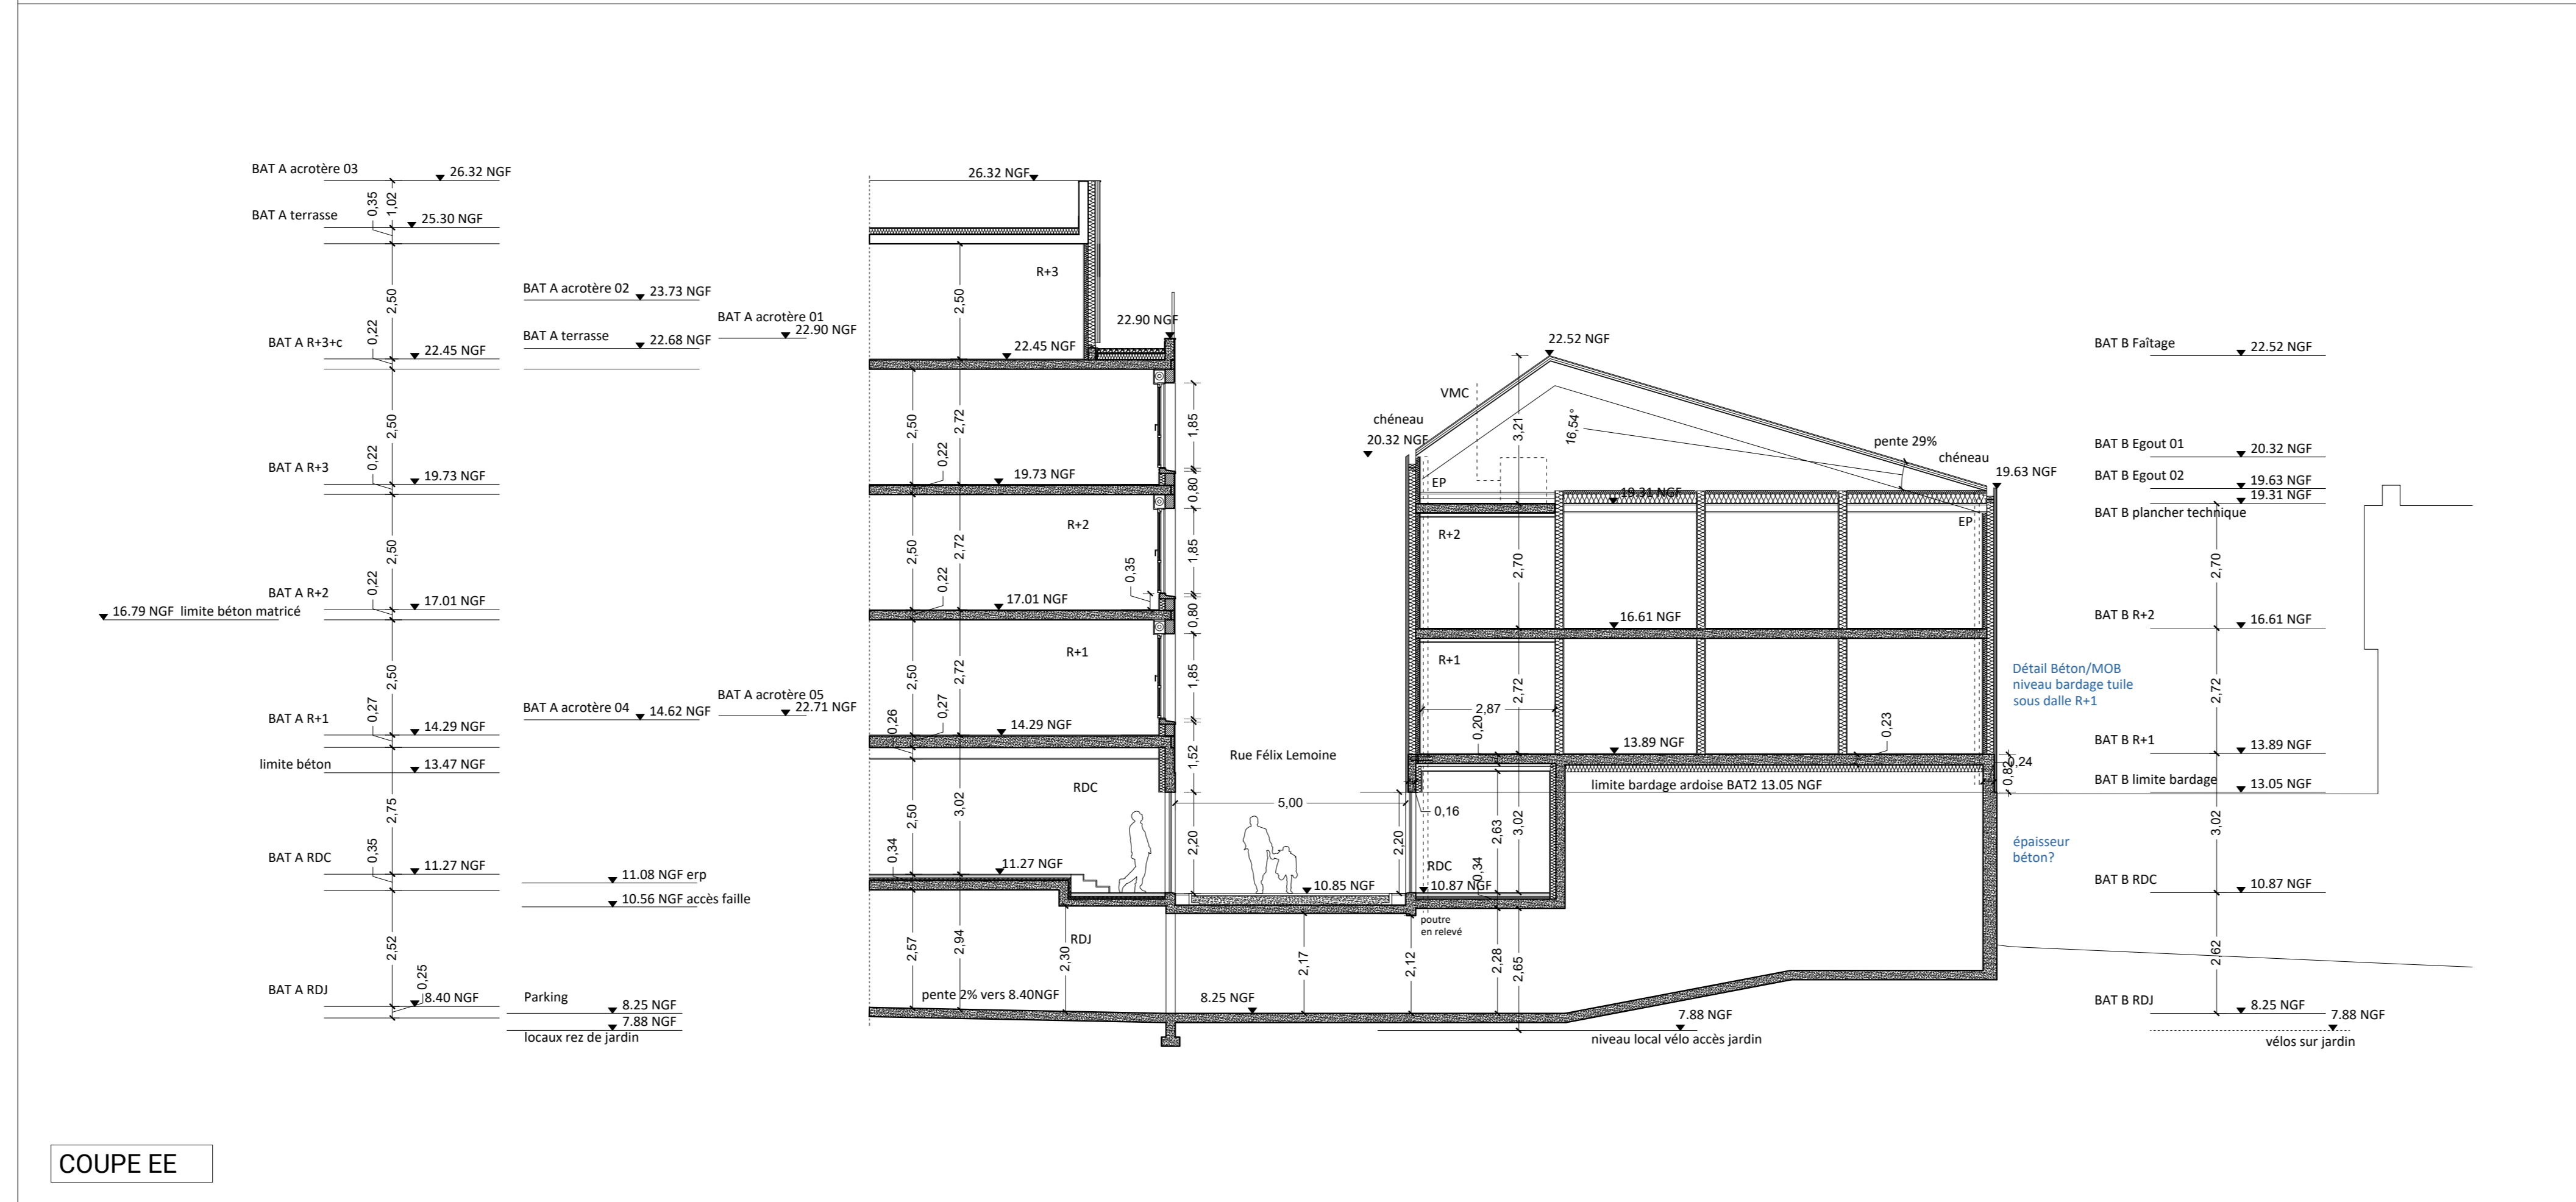 BAT A acrotère 03
26.32 NGF
0,35
1,02
BAT A terrasse
25.30 NGF
2,50
0,22
BAT A R+3+c
22.45 NGF
2,50
0,22
BAT A R+3
19.73 NGF
2,50
0,22
BAT A R+2
17.01 NGF
16.79 NGF limite béton matricé
2,50
0,27
BAT A R+1
14.29 NGF
limite béton
13.47 NGF
2,75
0,35
BAT A RDC
11.27 NGF
2,52
0,25
BAT A RDJ
8.40 NGF
BAT A acrotère 02
23.73 NGF
BAT A acrotère 01
22.90 NGF
BAT A terrasse
22.68 NGF
BAT A acrotère 04
14.62 NGF
BAT A acrotère 05
22.71 NGF
11.08 NGF erp
10.56 NGF accès faille
Parking
8.25 NGF
7.88 NGF
locaux rez de jardin
26.32 NGF
R+3
2,50
22.90 NGF
22.45 NGF
2,50
2,72
1,85
0,22
19.73 NGF
0,80
R+2
2,50
2,72
1,85
0,22
0,35
17.01 NGF
0,80
R+1
2,50
2,72
1,85
0,26
0,27
14.29 NGF
1,52
RDC
2,50
3,02
2,20
0,34
11.27 NGF
RDJ
2,57
2,94
2,30
pente 2% vers 8.40NGF
Rue Félix Lemoine
5,00
2,20
10.85 NGF
2,17
2,12
8.25 NGF
22.52 NGF
VMC
chéneau
20.32 NGF
3,21
16,54°
pente 29%
chéneau
19.63 NGF
EP
19.31 NGF
EP
R+2
2,70
16.61 NGF
R+1
2,72
2,87
0,20
13.89 NGF
0,23
0,24
0,82
limite bardage ardoise BAT2 13.05 NGF
0,16
2,63
3,02
RDC
0,34
10.87 NGF
poutre
en relevé
2,28
2,65
7.88 NGF
niveau local vélo accès jardin
Détail Béton/MOB
niveau bardage tuile
sous dalle R+1
épaisseur
béton?
BAT B Faîtage
22.52 NGF
BAT B Egout 01
20.32 NGF
BAT B Egout 02
19.63 NGF
19.31 NGF
BAT B plancher technique
2,70
BAT B R+2
16.61 NGF
2,72
BAT B R+1
13.89 NGF
BAT B limite bardage
13.05 NGF
3,02
BAT B RDC
10.87 NGF
2,62
BAT B RDJ
8.25 NGF
7.88 NGF
vélos sur jardin
COUPE EE